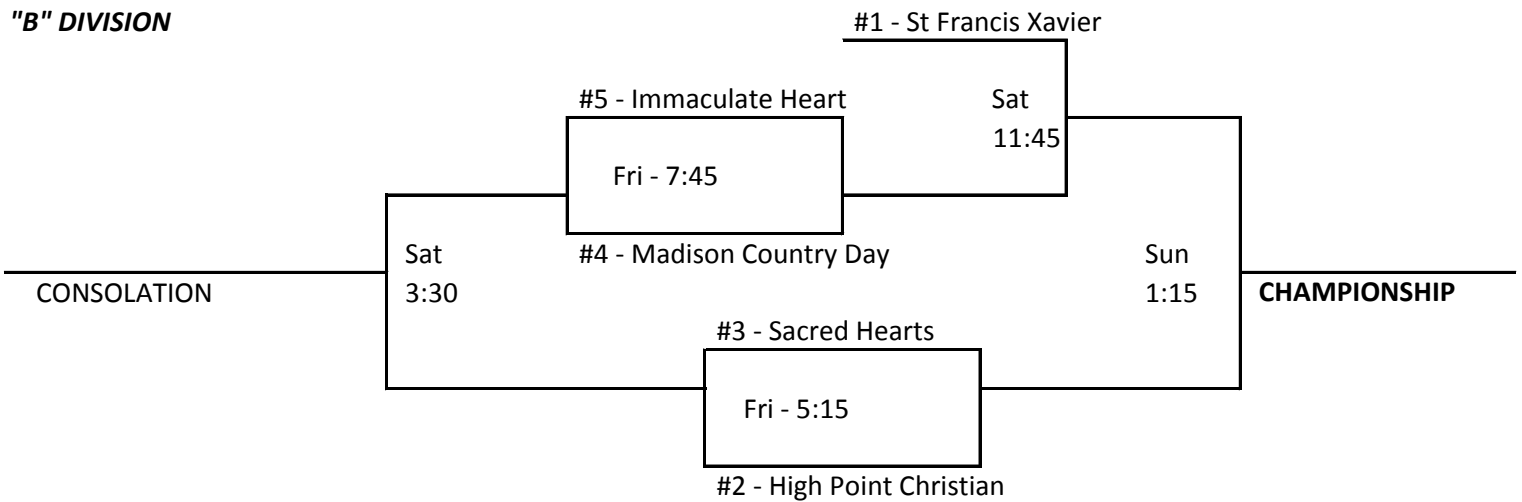 "B" DIVISION
#1 - St Francis Xavier
#5 - Immaculate Heart
Sat
11:45
Fri - 7:45
Sat
3:30
#4 - Madison Country Day
Sun
1:15
CONSOLATION
CHAMPIONSHIP
#3 - Sacred Hearts
Fri - 5:15
#2 - High Point Christian